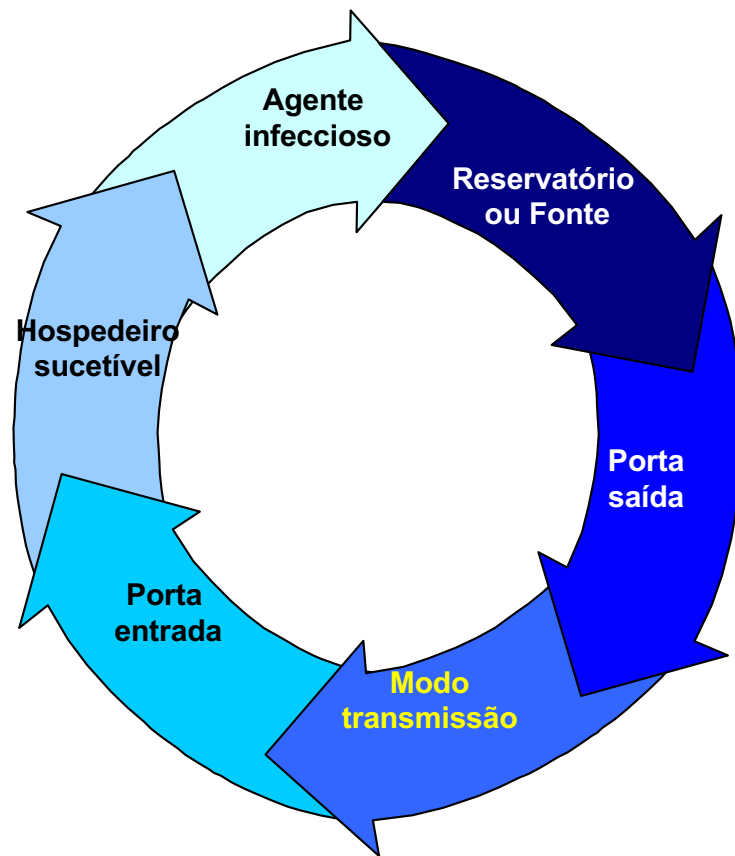 Agente
infeccioso
Reservatório
ou Fonte
Porta
saída
Modo
transmissão
Porta
entrada
Hospedeiro
sucetível